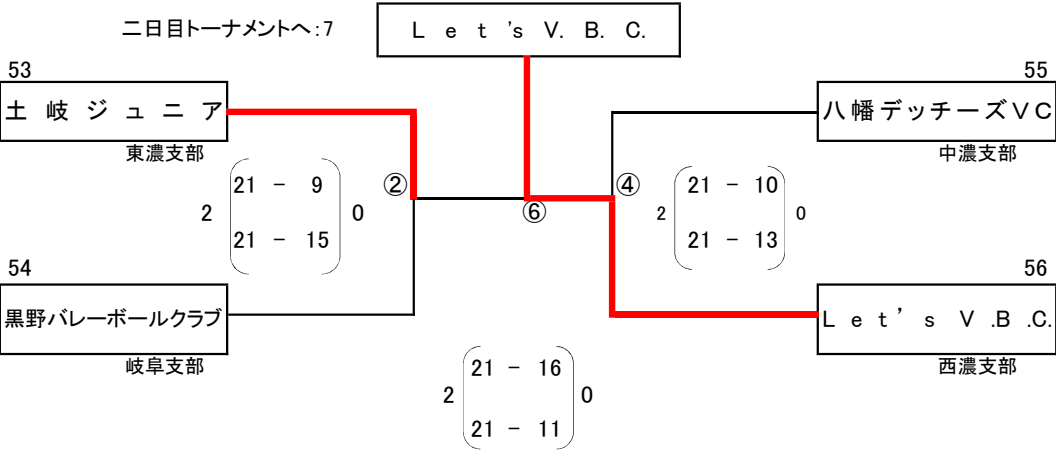 二日目トーナメントへ:7
L e t 's V. B. C.
53
土 岐 ジ ュ ニ ア
東濃支部
55
八幡デッチーズVC
中濃支部
2 21 - 9 0
21 - 15
②
⑥
④
2 21 - 10 0
21 - 13
54
黒野バレーボールクラブ
岐阜支部
56
L e t ' s V .B .C.
西濃支部
2 21 - 16 0
21 - 11